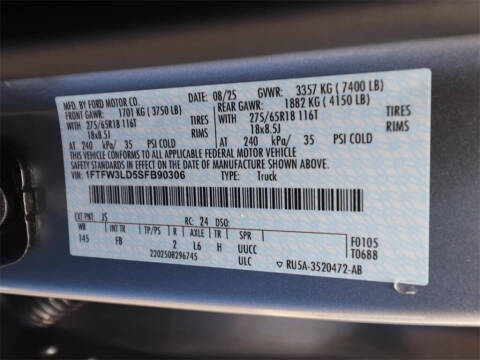 MFD. BY FORD MOTOR CO.
08/25 GVWR: 3357 KG ( 7400 LB)
FRONT GAWR: 1701 KG ( 3750 LB) REAR GAWR: 1882 KG ( 4150 LB)
WITH 275/65R18 116T TIRES WITH 275/65R18 116T TIRES
18x8.5J RIMS 18x8.5J RIMS
AT 240 kPa/ 35 PSI COLD AT 240 kPa/ 35 PSI COLD
THIS VEHICLE CONFORMS TO ALL APPLICABLE FEDERAL MOTOR VEHICLE
SAFETY STANDARDS IN EFFECT ON THE DATE OF MANUFACTURE SHOWN ABOVE.
VIN: 1FTFW3LD5SFB90306 TYPE: Truck
EXT PNT: JS RC: 24 DSO:
WB INT TR TP/PS R AXLE TR SPR F0105
145 FB 2 L6 H UUCC T0688
2202508296745 ULC ▽ RU5A-3520472-AB